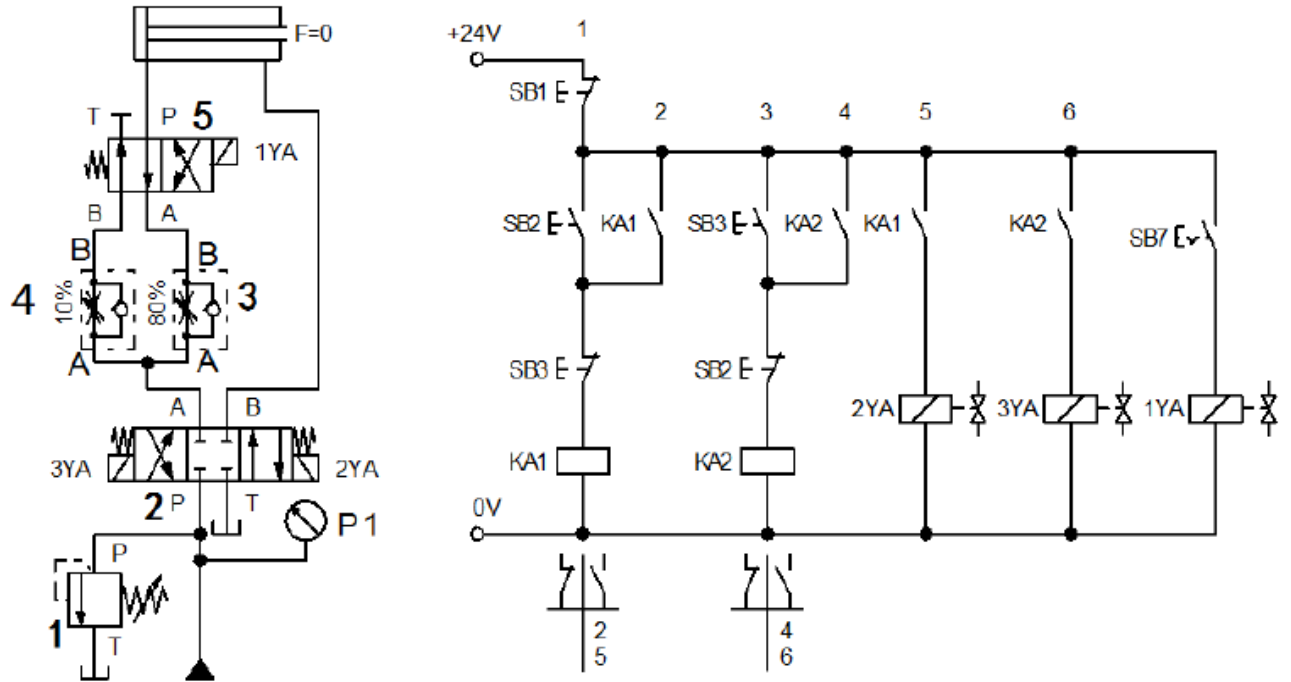 F=0
T P 5
1YA
B A
B B
4 10% 80% 3
A A
A B
3YA 2YA
2 P T
P1
P
1 T
+24V 1
SB1
2 3 4 5 6
SB2 KA1 SB3 KA2 KA1 KA2 SB7
SB3 SB2
2YA 3YA 1YA
KA1 KA2
0V
2 4
5 6